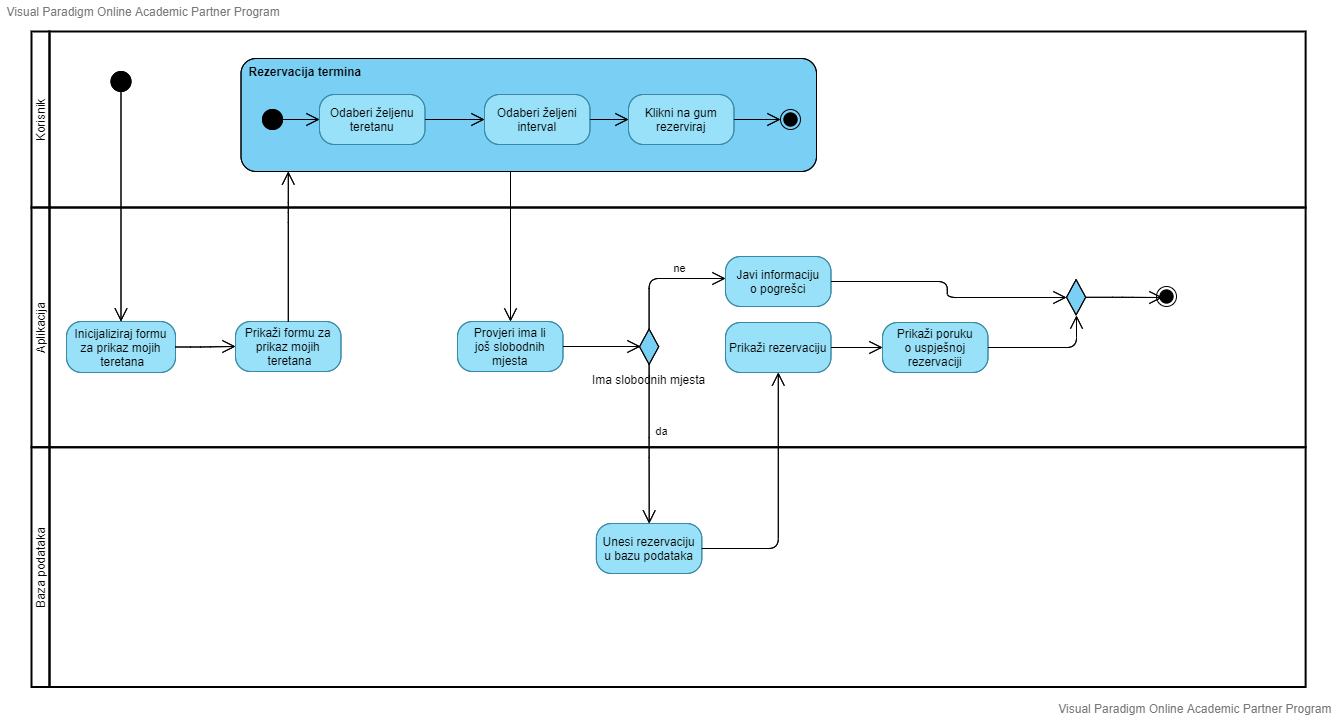 Visual Paradigm Online Academic Partner Program
Korisnik
Rezervacija termina
Odaberi željenu
teretanu
Odaberi željeni
interval
Klikni na gum
rezerviraj
Aplikacija
Inicijaliziraj formu
za prikaz mojih
teretana
Prikaži formu za
prikaz mojih
teretana
Provjeri ima li
još slobodnih
mjesta
Ima slobodnih mjesta
ne
da
Javi informaciju
o pogrešci
Prikaži rezervaciju
Prikaži poruku
o uspješnoj
rezervaciji
Baza podataka
Unesi rezervaciju
u bazu podataka
Visual Paradigm Online Academic Partner Program